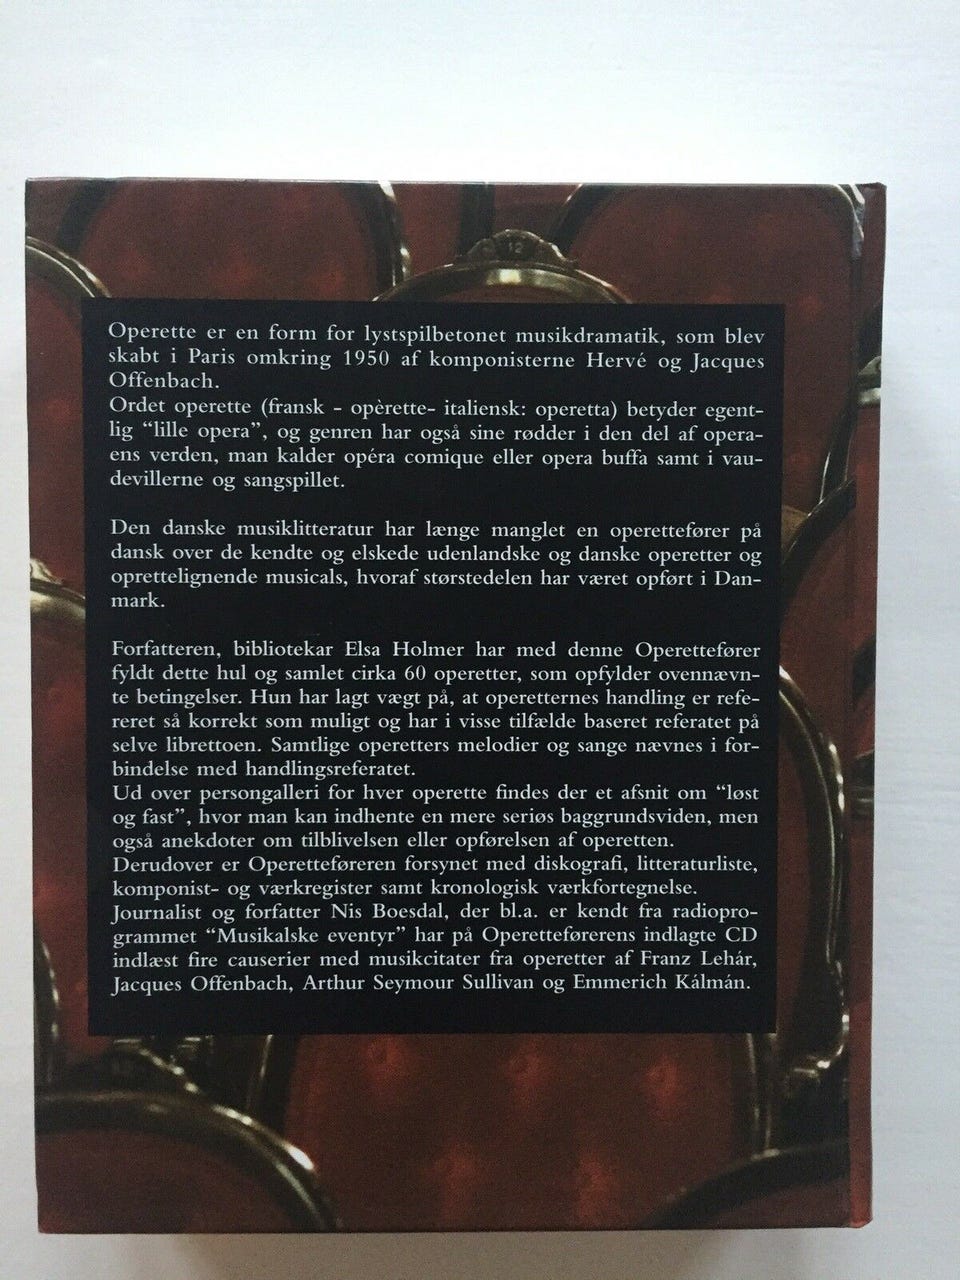 12
Operette er en form for lystspilbetonet musikdramatik, som blev
skabt i Paris omkring 1950 af komponisterne Hervé og Jacques
Offenbach.
Ordet operette (fransk - opèrette- italiensk: operetta) betyder egent-
lig “lille opera”, og genren har også sine rødder i den del af opera-
ens verden, man kalder opéra comique eller opera buffa samt i vau-
devillerne og sangspillet.
Den danske musiklitteratur har længe manglet en operettefører på
dansk over de kendte og elskede udenlandske og danske operetter og
oprettelignende musicals, hvoraf størstedelen har været opført i Dan-
mark.
Forfatteren, bibliotekar Elsa Holmer har med denne Operettefører
fyldt dette hul og samlet cirka 60 operetter, som opfylder ovennævn-
te betingelser. Hun har lagt vægt på, at operetternes handling er refe-
reret så korrekt som muligt og har i visse tilfælde baseret referatet på
selve librettoen. Samtlige operetters melodier og sange nævnes i for-
bindelse med handlingsreferatet.
Ud over persongalleri for hver operette findes der et afsnit om “løst
og fast”, hvor man kan indhente en mere seriøs baggrundsviden, men
også anekdoter om tilblivelsen eller opførelsen af operetten.
Derudover er Operetteføreren forsynet med diskografi, litteraturliste,
komponist- og værkregister samt kronologisk værkfortegnelse.
Journalist og forfatter Nis Boesdal, der bl.a. er kendt fra radiopro-
grammet “Musikalske eventyr” har på Operetteførerens indlagte CD
indlæst fire causerier med musikcitater fra operetter af Franz Lehár,
Jacques Offenbach, Arthur Seymour Sullivan og Emmerich Kálmán.